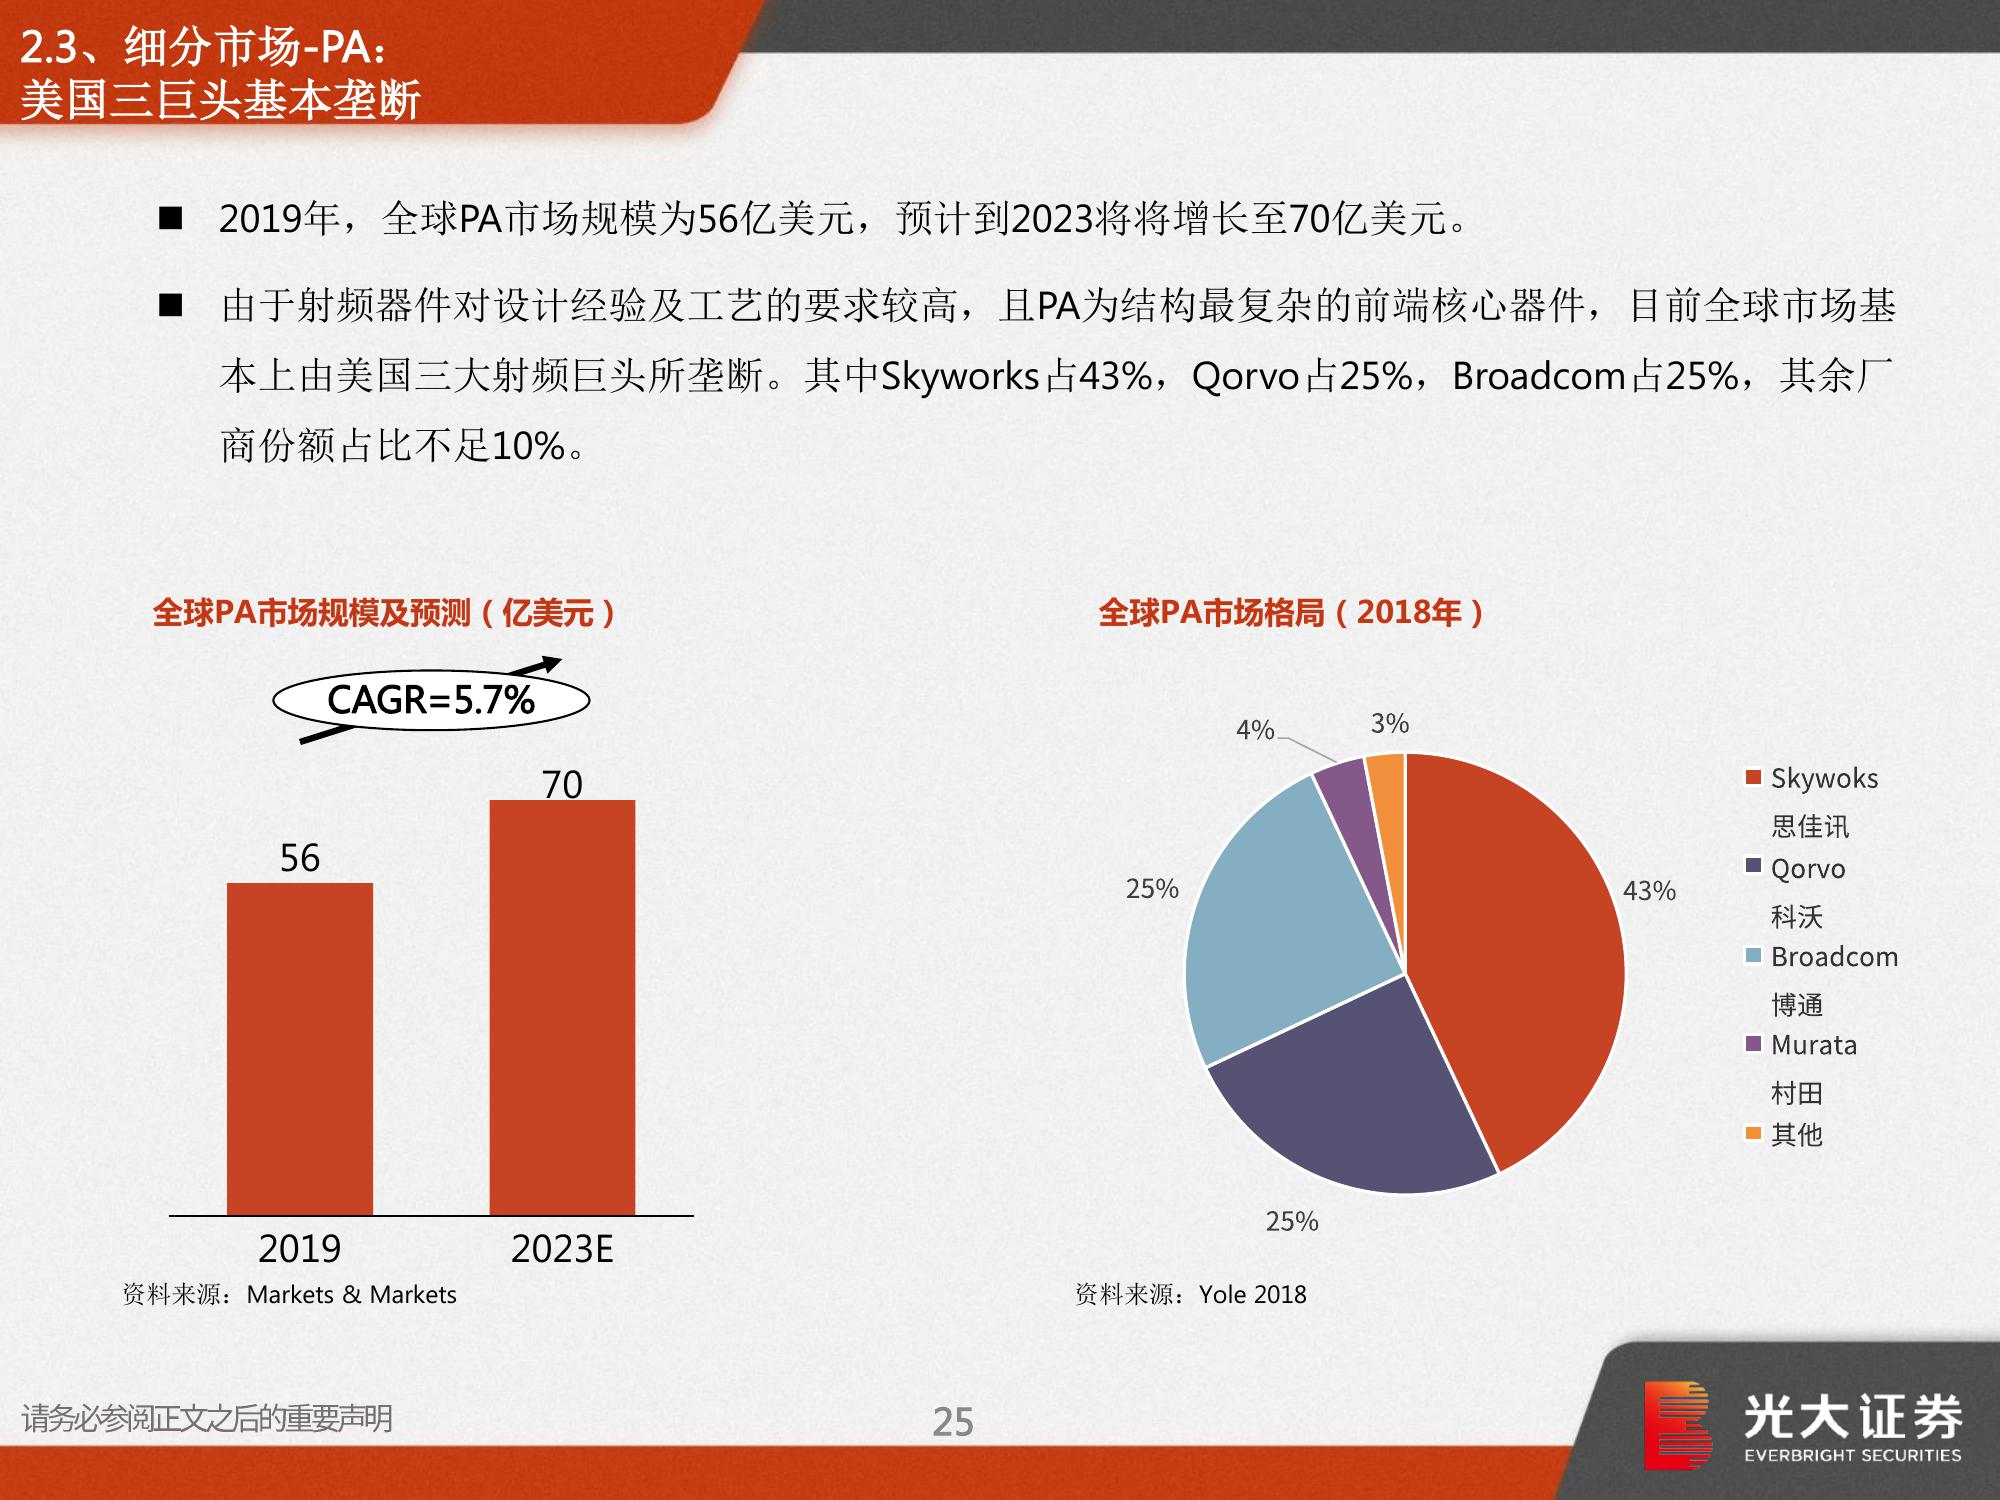 2.3、细分市场-PA：
美国三巨头基本垄断
■ 2019年，全球PA市场规模为56亿美元，预计到2023将将增长至70亿美元。
■ 由于射频器件对设计经验及工艺的要求较高，且PA为结构最复杂的前端核心器件，目前全球市场基
本上由美国三大射频巨头所垄断。其中Skyworks占43%，Qorvo占25%，Broadcom占25%，其余厂
商份额占比不足10%。
全球PA市场规模及预测（亿美元）
CAGR=5.7%
70
56
2019 2023E
资料来源：Markets & Markets
全球PA市场格局（2018年）
4%
3%
25%
43%
25%
Skywoks
思佳讯
Qorvo
科沃
Broadcom
博通
Murata
村田
其他
资料来源：Yole 2018
请务必参阅正文之后的重要声明
25
光大证券
EVERBRIGHT SECURITIES